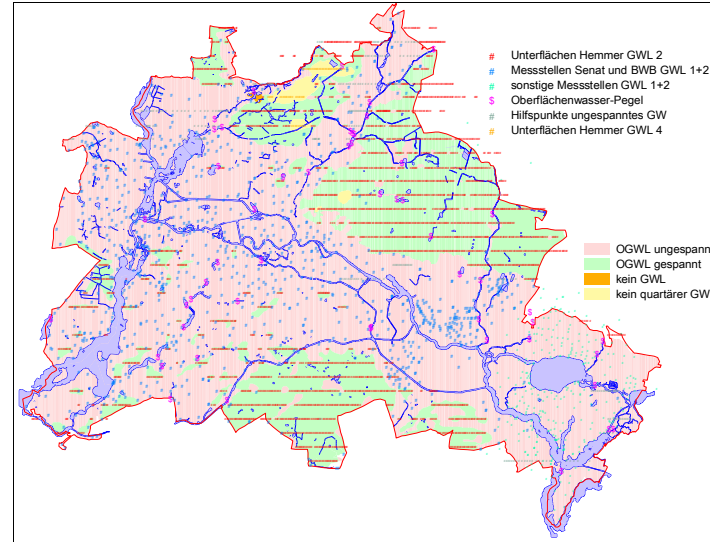 # Unterflächen Hemmer GWL 2
# Messstellen Senat und BWB GWL 1+2
# sonstige Messstellen GWL 1+2
$ Oberflächenwasser-Pegel
# Hilfspunkte ungespanntes GW
# Unterflächen Hemmer GWL 4
OGWL ungespann
OGWL gespannt
kein GWL
kein quartärer GW